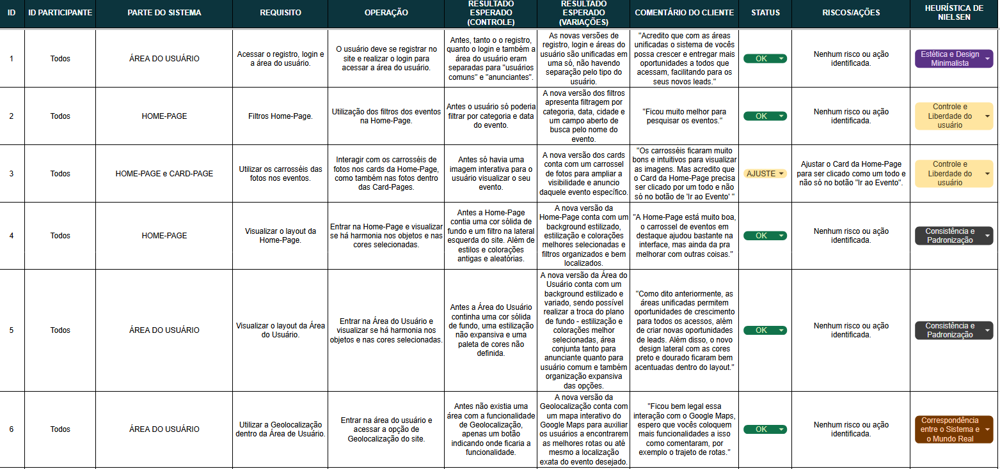 ID
ID PARTICIPANTE
PARTE DO SISTEMA
REQUISITO
OPERAÇÃO
RESULTADO
ESPERADO
(CONTROLE)
RESULTADO
ESPERADO
(VARIAÇÕES)
COMENTÁRIO DO CLIENTE
STATUS
RISCOS/AÇÕES
HEURÍSTICA DE
NIELSEN
1
Todos
ÁREA DO USUÁRIO
Acessar o registro, login e
a área do usuário.
O usuário deve se registrar no
site e realizar o login para
acessar a área do usuário.
Antes, tanto o o registro,
quanto o login e também a
área do usuário eram
separadas para "usuários
comuns" e "anunciantes".
As novas versões de
registro, login e áreas do
usuário são unificadas em
uma só, não havendo
separação pelo tipo do
usuário.
"Acredito que com as áreas
unificadas o sistema de vocês
possa crescer e entregar mais
oportunidades a todos que
acessam, facilitando para os
seus novos leads."
OK
Nenhum risco ou ação
identificada.
Estética e Design
Minimalista
2
Todos
HOME-PAGE
Filtros Home-Page.
Utilização dos filtros dos eventos
na Home-Page.
Antes o usuário só poderia
filtrar por categoria e data
do evento.
A nova versão dos filtros
apresenta filtragem por
categoria, data, cidade e
um campo aberto de
busca pelo nome do
evento.
"Ficou muito melhor para
pesquisar os eventos."
OK
Nenhum risco ou ação
identificada.
Controle e
Liberdade do
usuário
3
Todos
HOME-PAGE e CARD-PAGE
Utilizar os carrosséis das
fotos nos eventos.
Interagir com os carrosséis de
fotos nos cards da Home-Page,
como também nas fotos dentro
das Card-Pages.
Antes só havia uma
imagem interativa para o
usuário visualizar o seu
evento.
A nova versão dos cards
conta com um carrossel
de fotos para ampliar a
visibilidade e anuncio
daquele evento específico.
"Os carrosséis ficaram muito
bons e intuitivos para visualizar
as imagens. Mas acredito que
o Card da Home-Page precisa
ser clicado por um todo e não
só no botão de 'Ir ao Evento' "
AJUSTE
Ajustar o Card da Home-Page
para ser clicado como um todo e
não só no botão "Ir ao Evento".
Controle e
Liberdade do
usuário
4
Todos
HOME-PAGE
Visualizar o layout da
Home-Page.
Entrar na Home-Page e visualizar
se há harmonia nos objetos e nas
cores selecionadas.
Antes a Home-Page
contia uma cor sólida de
fundo e um filtro na lateral
esquerda do site. Além de
estilos e colorações
antigas e aleatórias.
A nova versão da
Home-Page conta com um
background estilizado,
estilização e colorações
melhores selecionadas e
filtros organizados e bem
localizados.
"A Home-Page está muito boa,
o carrossel de eventos em
destaque ajudou bastante na
interface, mas ainda da pra
melhorar com outras coisas."
OK
Nenhum risco ou ação
identificada.
Consistência e
Padronização
5
Todos
ÁREA DO USUÁRIO
Visualizar o layout da Área
do Usuário.
Entrar na Área do Usuário e
visualizar se há harmonia nos
objetos e nas cores selecionadas.
Antes a Área do Usuário
continha uma cor sólida
de fundo, uma estilização
não expansiva e uma
paleta de cores não
definida.
A nova versão da Área do
Usuário conta com um
background estilizado e
variado, sendo possível
realizar a troca do plano
de fundo - estilização e
colorações melhor
selecionadas, área
conjunta tanto para
anunciante quanto para
usuário comum e também
organização expansiva
das opções.
"Como dito anteriormente, as
áreas unificadas permitem
oportunidades de crescimento
para todos os acessos, além
de criar novas oportunidades
de leads. Além disso, o novo
design lateral com as cores
preto e dourado ficaram bem
acentuadas dentro do layout."
OK
Nenhum risco ou ação
identificada.
Consistência e
Padronização
6
Todos
ÁREA DO USUÁRIO
Utilizar a Geolocalização
dentro da Área de Usuário.
Entrar na área do usuário e
acessar a opção de
Geolocalização do site.
Antes não existia uma
área com a funcionalidade
de Geolocalização,
apenas um botão
indicando onde ficaria a
funcionalidade.
A nova versão da
Geolocalização conta com
um mapa interativo do
Google Maps para auxiliar
os usuários a encontrarem
as melhores rotas ou até
mesmo a localização
exata do evento desejado.
"Ficou bem legal essa
interação com o Google Maps,
espero que vocês coloquem
mais funcionalidades a isso
como comentaram, por
exemplo o trajeto de rotas."
OK
Nenhum risco ou ação
identificada.
Correspondência
entre o Sistema e
o Mundo Real